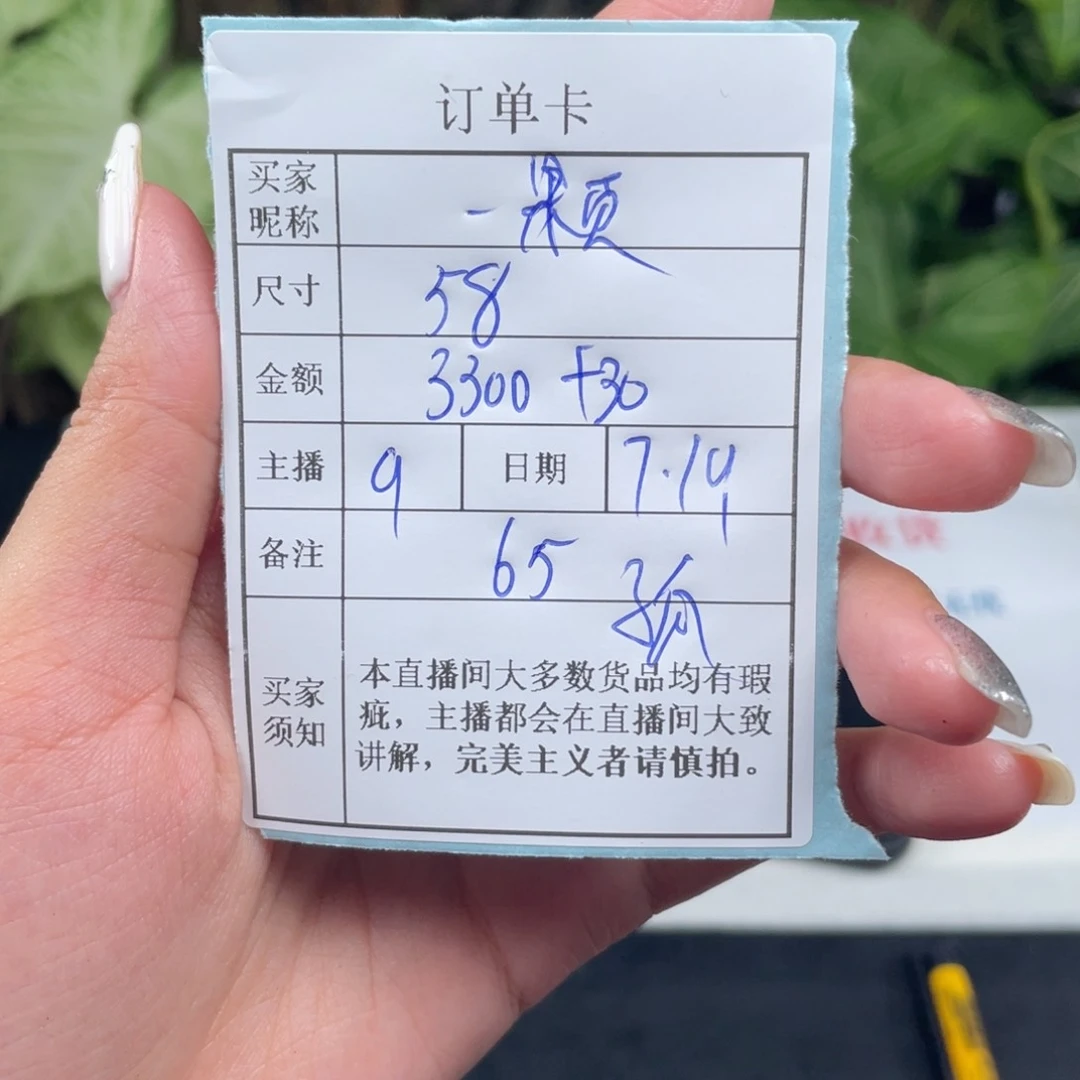 订单卡
买家昵称 一颗
尺寸 58
金额 3300 +30
主播 9 日期 7.19
备注 65
买家须知
本直播间大多数货品均有瑕
疵，主播都会在直播间大致
讲解，完美主义者请慎拍。